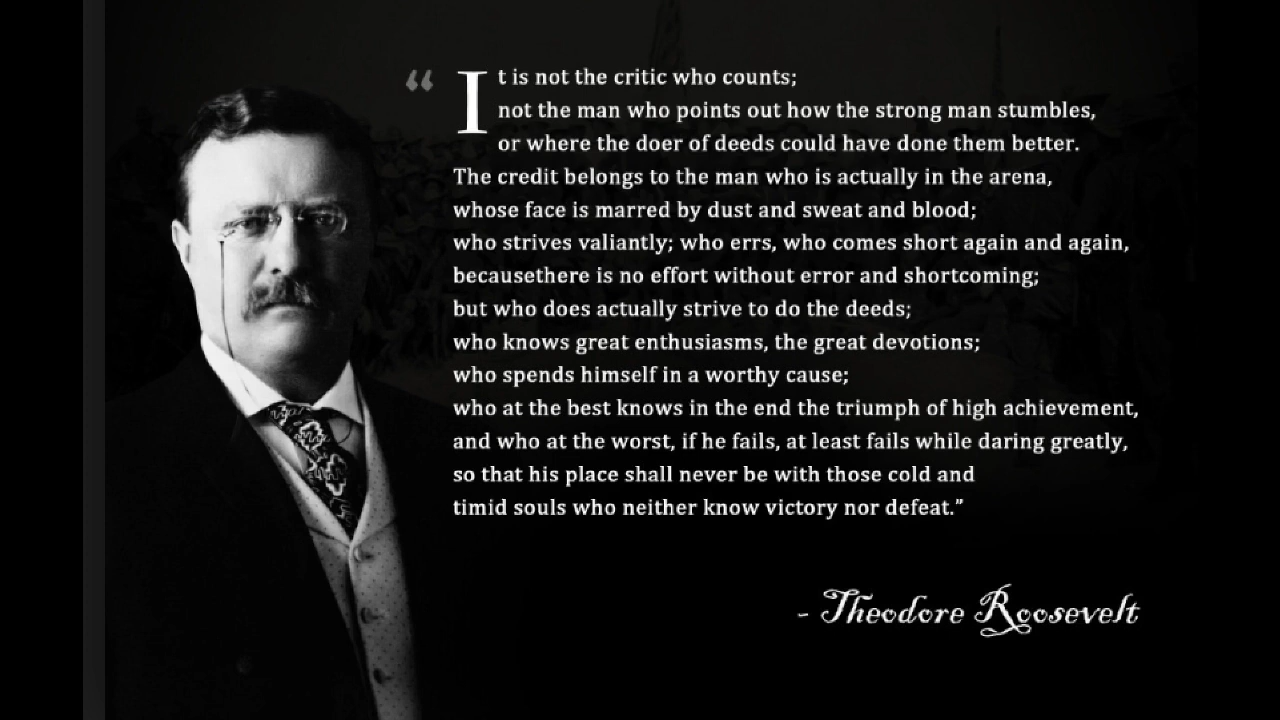 “ It is not the critic who counts;
not the man who points out how the strong man stumbles,
or where the doer of deeds could have done them better.
The credit belongs to the man who is actually in the arena,
whose face is marred by dust and sweat and blood;
who strives valiantly; who errs, who comes short again and again,
becausethere is no effort without error and shortcoming;
but who does actually strive to do the deeds;
who knows great enthusiasms, the great devotions;
who spends himself in a worthy cause;
who at the best knows in the end the triumph of high achievement,
and who at the worst, if he fails, at least fails while daring greatly,
so that his place shall never be with those cold and
timid souls who neither know victory nor defeat.”
- Theodore Roosevelt